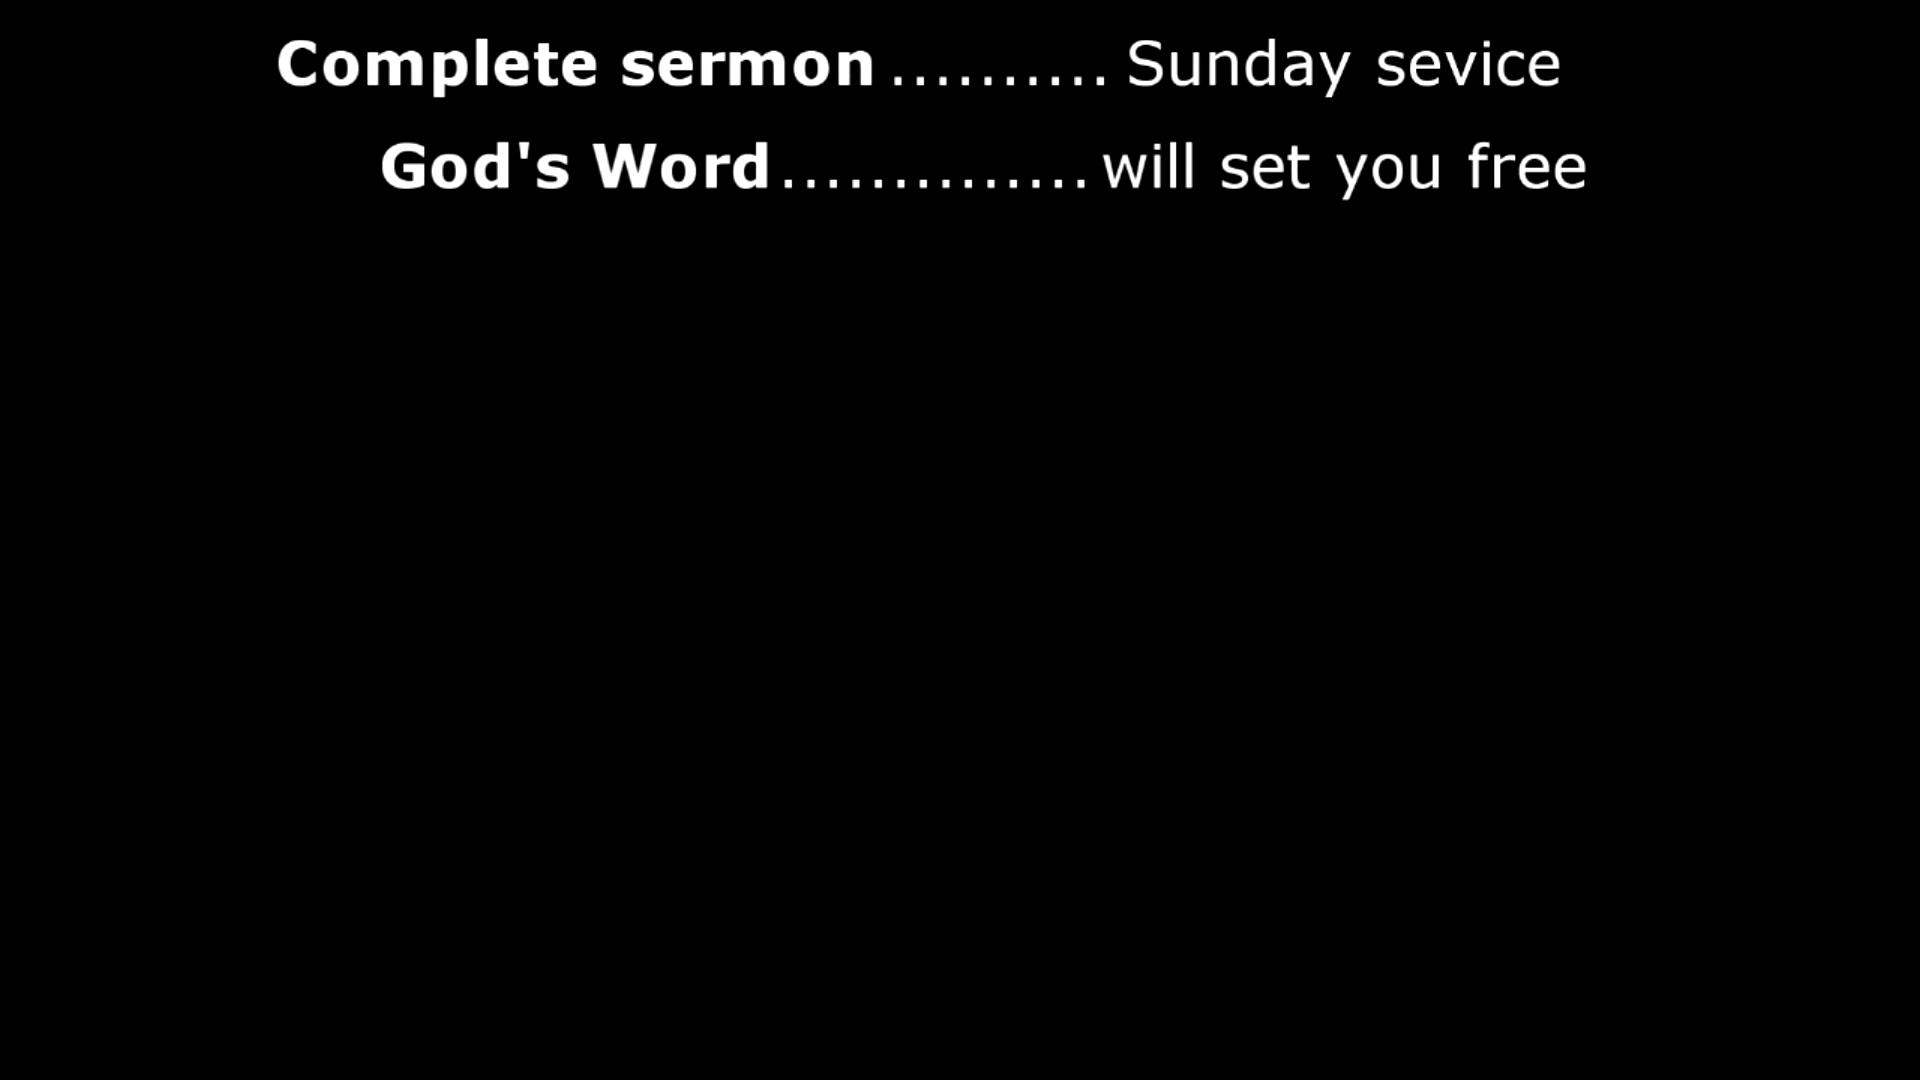 Complete sermon .......... Sunday sevice
God's Word..............will set you free